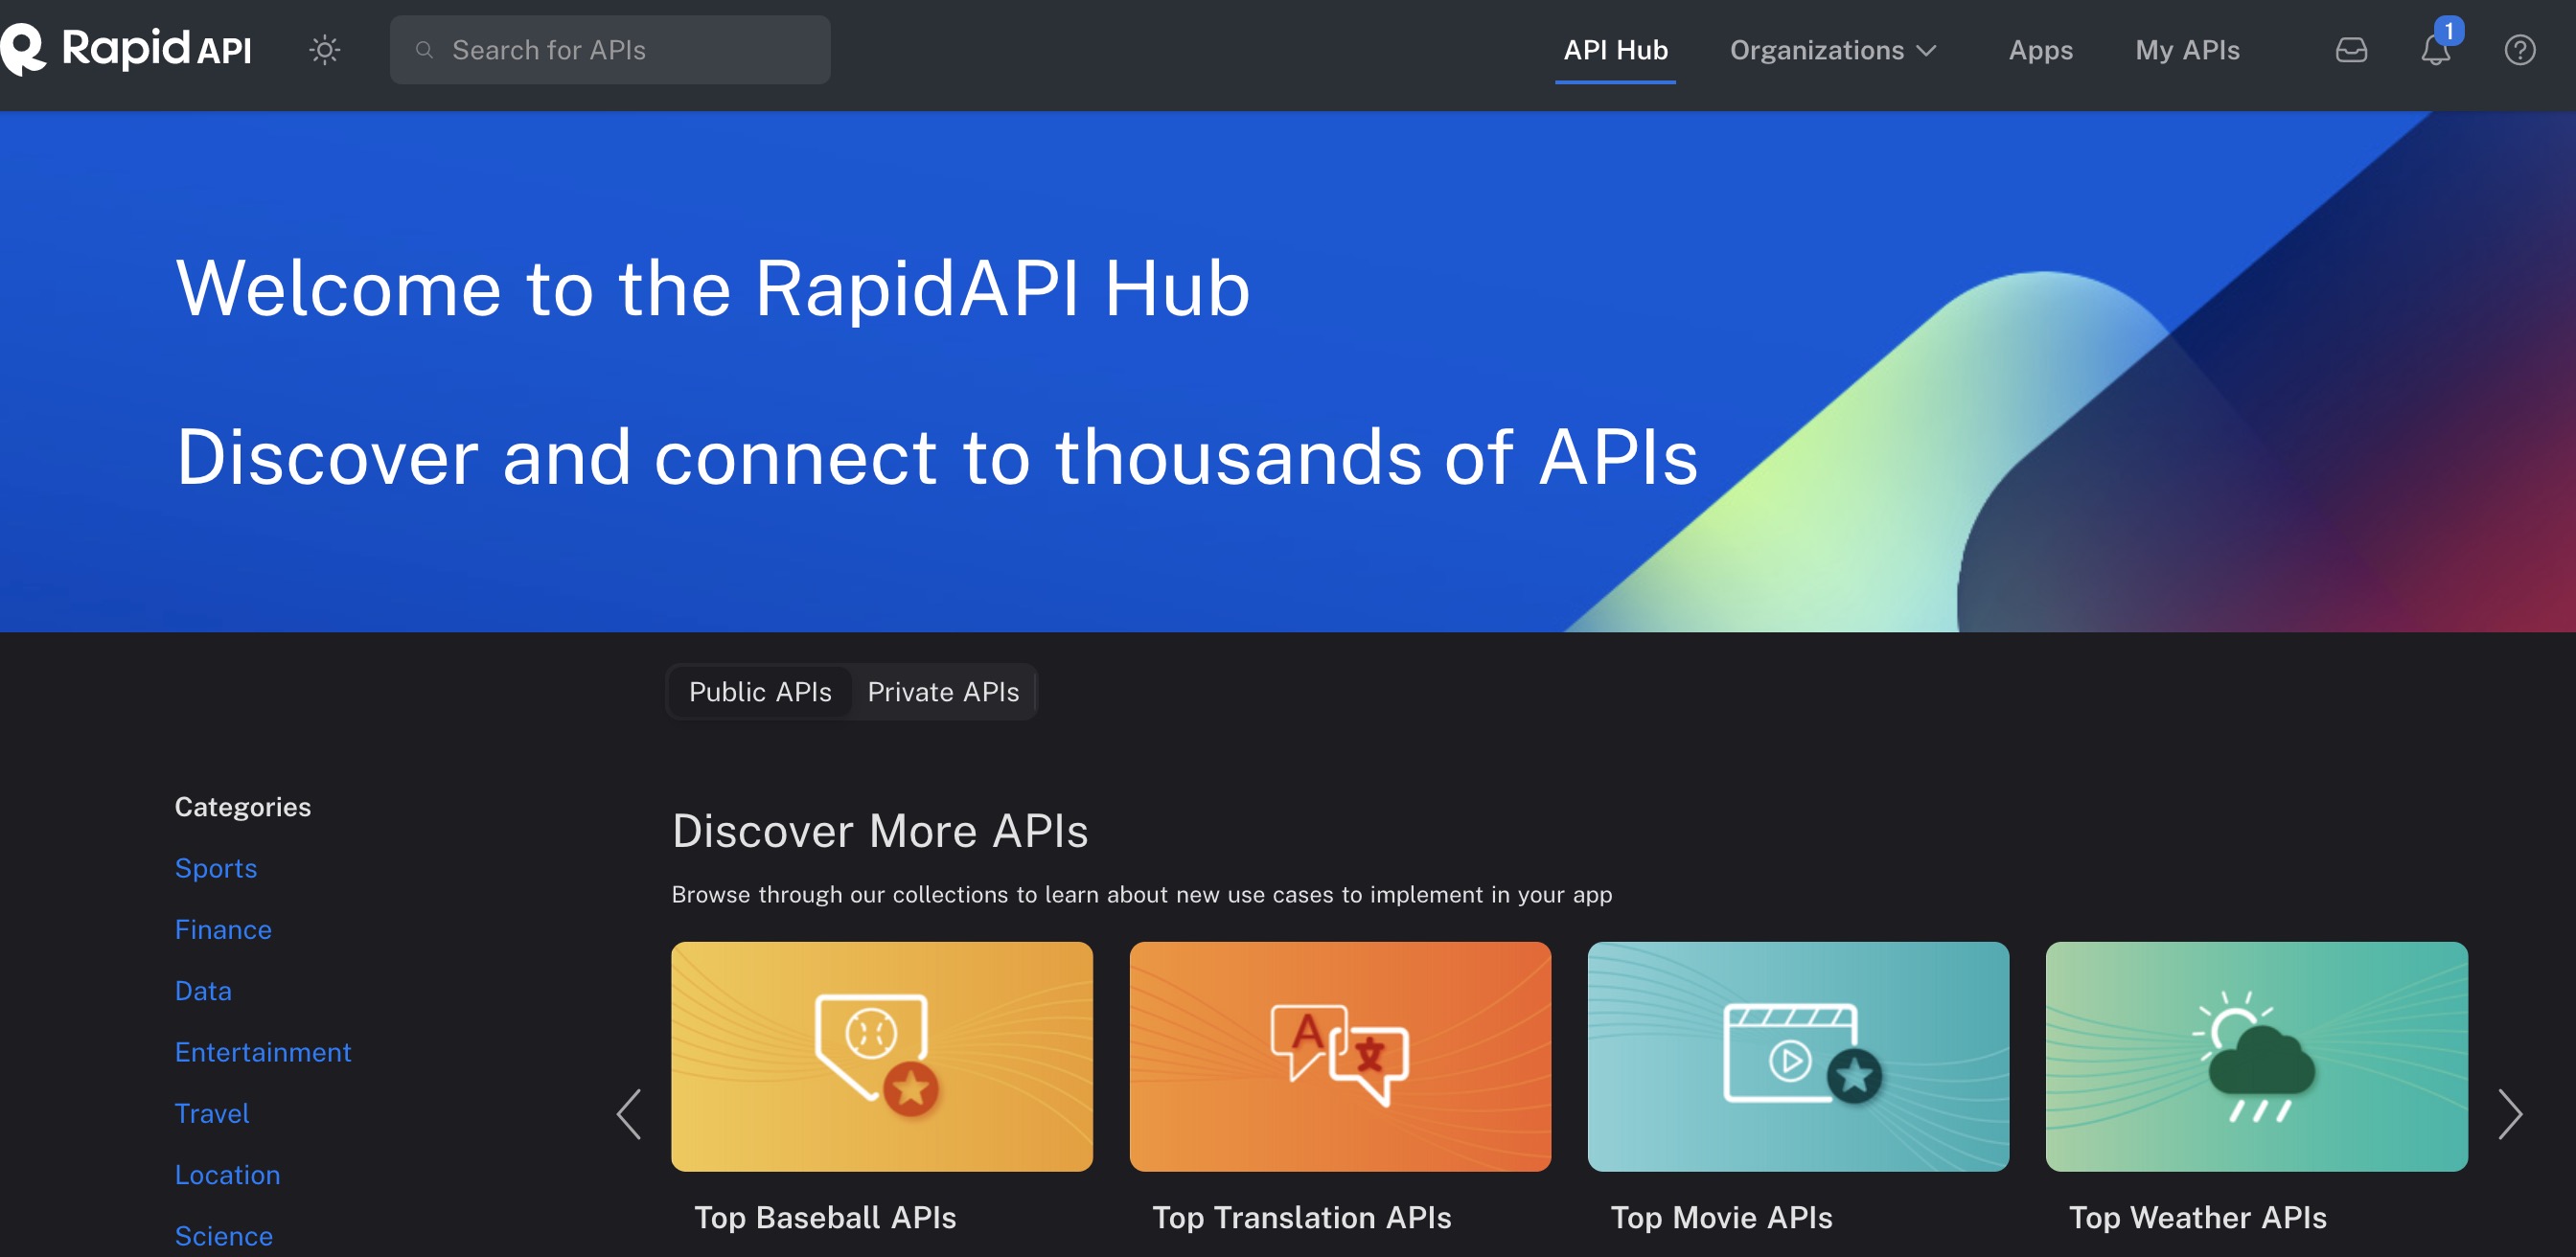 Rapid API
Search for APIs
API Hub
Organizations
Apps
My APIs
1
?
Welcome to the RapidAPI Hub
Discover and connect to thousands of APIs
Public APIs
Private APIs
Categories
Sports
Finance
Data
Entertainment
Travel
Location
Science
Discover More APIs
Browse through our collections to learn about new use cases to implement in your app
A
文
Top Baseball APIs
Top Translation APIs
Top Movie APIs
Top Weather APIs